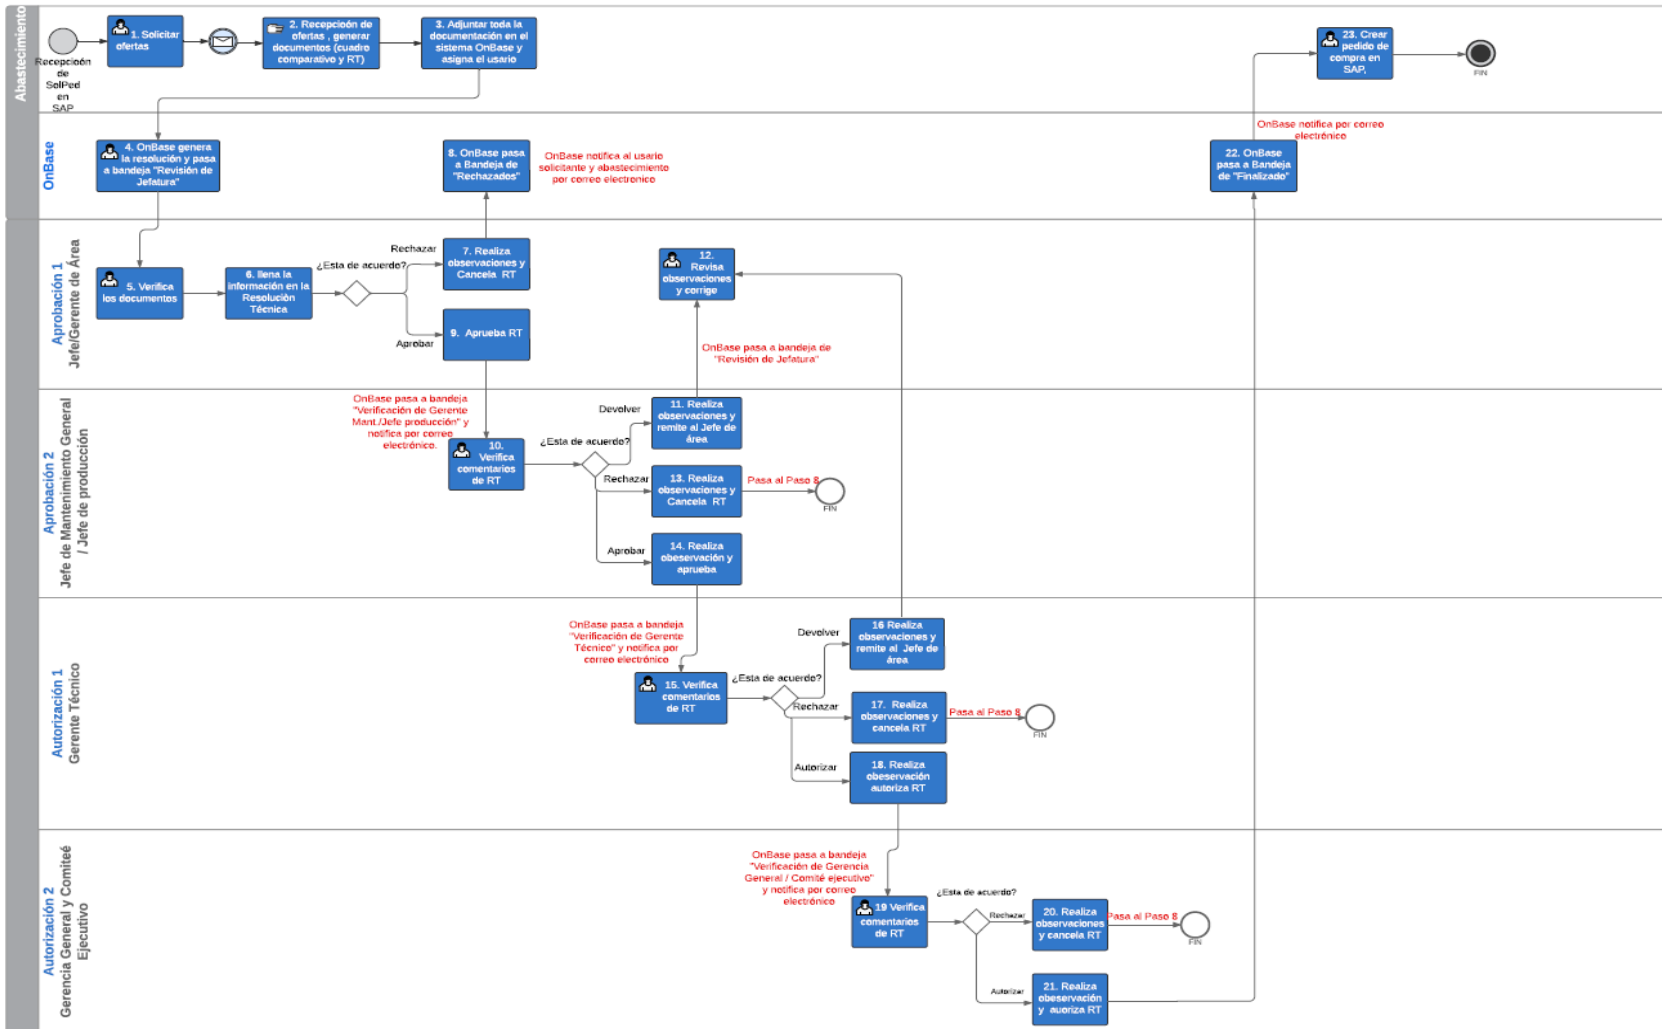 Abastecimiento
1. Solicitar
ofertas
2. Recepcioón de
ofertas , generar
documentos (cuadro
comparativo y RT)
3. Adjuntar toda la
documentación en el
sistema OnBase y
asigna el usario
Recepcioón
de
SolPed
en
SAP
23. Crear
pedido de
compra en
SAP,
FIN
OnBase
4. OnBase genera
la resolución y pasa
a bandeja "Revisión de
Jefatura"
8. OnBase pasa
a Bandeja de
"Rechazados"
OnBase notifica al usario
solicitante y abastecimiento
por correo electronico
OnBase notifica por correo
electrónico
22. OnBase
pasa a Bandeja
de "Finalizado"
Aprobación 1
Jefe/Gerente de Área
5. Verifica
los documentos
6. llena la
información en la
Resolución
Técnica
¿Esta de acuerdo?
Rechazar
7. Realiza
observaciones y
Cancela RT
Aprobar
9. Aprueba RT
12.
Revisa
observaciones
y corrige
OnBase pasa a bandeja de
"Revisión de Jefatura"
Aprobación 2
Jefe de Mantenimiento General
/ Jefe de producción
OnBase pasa a bandeja
"Verificación de Gerente
Mant./Jefe producción" y
notifica por correo
electrónico.
10.
Verifica
comentarios
de RT
¿Esta de acuerdo?
Devolver
11. Realiza
observaciones y
remite al Jefe de
área
Rechazar
13. Realiza
observaciones y
Cancela RT
Pasa al Paso 8
FIN
Aprobar
14. Realiza
obeservación y
aprueba
Autorización 1
Gerente Técnico
OnBase pasa a bandeja
"Verificación de Gerente
Técnico" y notifica por
correo electrónico
15. Verifica
comentarios
de RT
¿Esta de acuerdo?
Devolver
16 Realiza
observaciones y
remite al Jefe de
área
Rechazar
17. Realiza
observaciones y
cancela RT
Pasa al Paso 8
FIN
Autorizar
18. Realiza
obeservación
autoriza RT
Autorización 2
Gerencia General y Comiteé
Ejecutivo
OnBase pasa a bandeja
"Verificación de Gerencia
General / Comité ejecutivo"
y notifica por correo
electrónico
19 Verifica
comentarios
de RT
¿Esta de acuerdo?
Rechazar
20. Realiza
observaciones
y cancela RT
Pasa al Paso 8
FIN
Autorizar
21. Realiza
obeservación
y auoriza RT